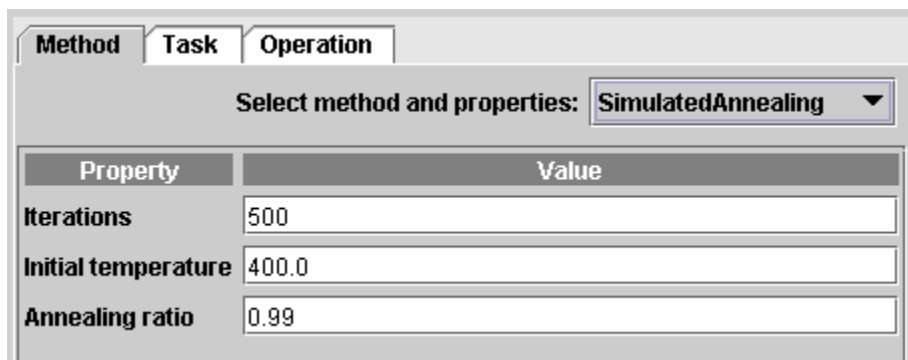 Method Task Operation
Select method and properties: SimulatedAnnealing
Property Value
Iterations 500
Initial temperature 400.0
Annealing ratio 0.99